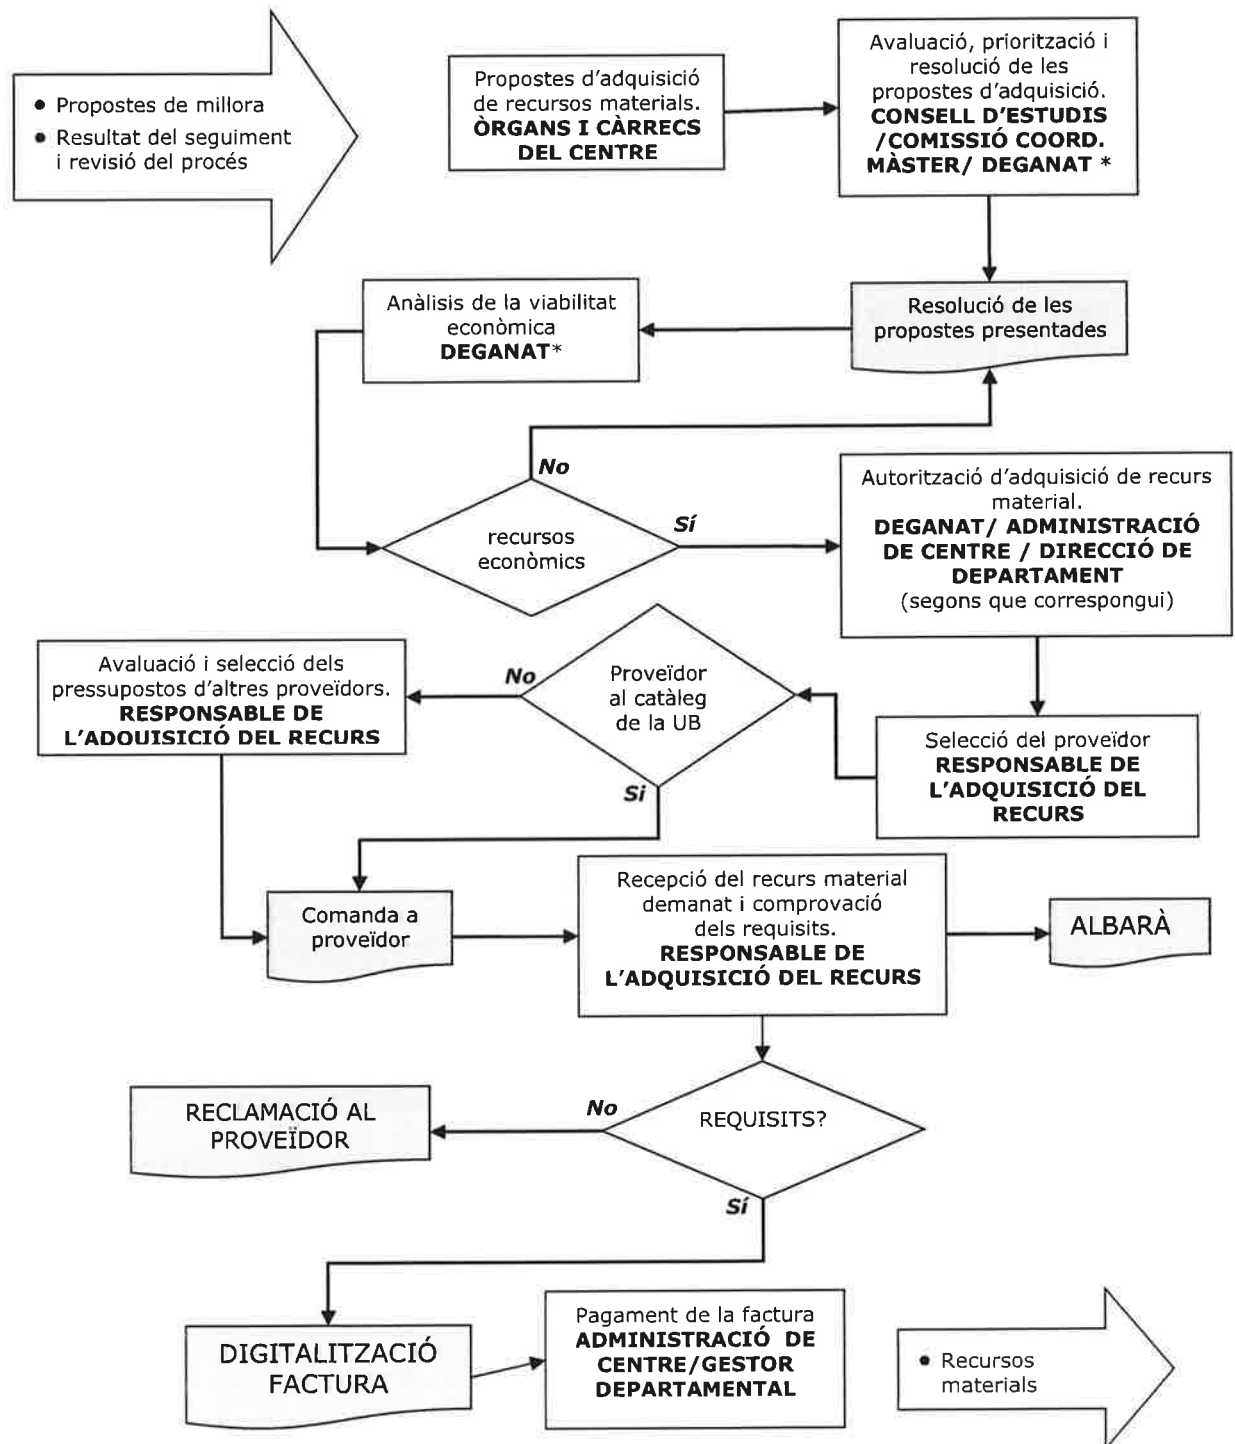 • Propostes de millora
• Resultat del seguiment
i revisió del procés
Propostes d'adquisició
de recursos materials.
ÒRGANS I CÀRRECS
DEL CENTRE
Avaluació, priorització i
resolució de les
propostes d'adquisició.
CONSELL D'ESTUDIS
/COMISSIÓ COORD.
MÀSTER/ DEGANAT *
Anàlisis de la viabilitat
econòmica
DEGANAT*
Resolució de les
propostes presentades
No
recursos
econòmics
Sí
Autorització d'adquisició de recurs
material.
DEGANAT/ ADMINISTRACIÓ
DE CENTRE / DIRECCIÓ DE
DEPARTAMENT
(segons que correspongui)
Avaluació i selecció dels
pressupostos d'altres proveïdors.
RESPONSABLE DE
L'ADOUISICIÓ DEL RECURS
No
Proveïdor
al catàleg
de la UB
Si
Selecció del proveïdor
RESPONSABLE DE
L'ADQUISICIÓ DEL
RECURS
Comanda a
proveïdor
Recepció del recurs material
demanat i comprovació
dels requisits.
RESPONSABLE DE
L'ADQUISICIÓ DEL RECURS
ALBARÀ
RECLAMACIÓ AL
PROVEÏDOR
No
REQUISITS?
Sí
DIGITALITZACIÓ
FACTURA
Pagament de la factura
ADMINISTRACIÓ DE
CENTRE/GESTOR
DEPARTAMENTAL
• Recursos
materials